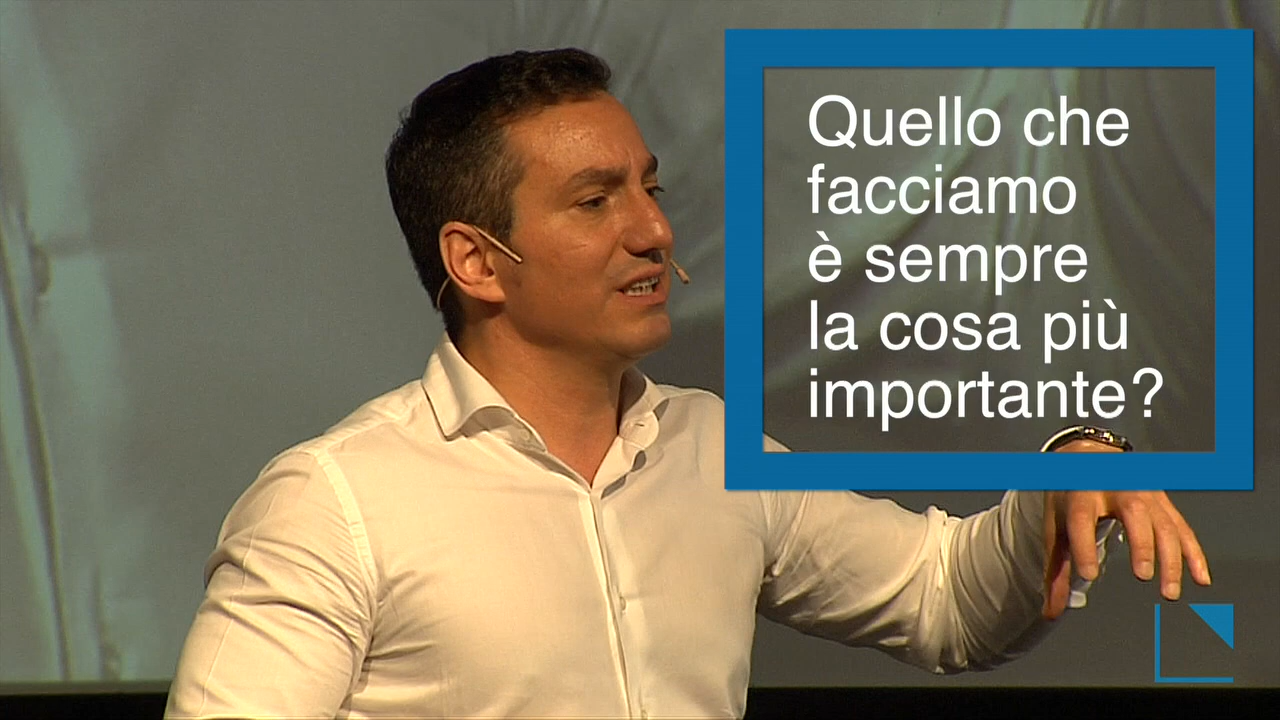 Quello che
facciamo
è sempre
la cosa più
importante?